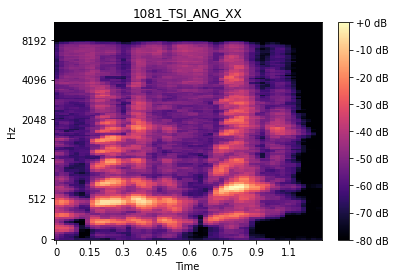 1081_TSI_ANG_XX
+0 dB
8192
-10 dB
4096
-20 dB
-30 dB
2048
Hz
-40 dB
1024
-50 dB
-60 dB
512
-70 dB
0
-80 dB
0 0.15 0.3 0.45 0.6 0.75 0.9 1.1
Time